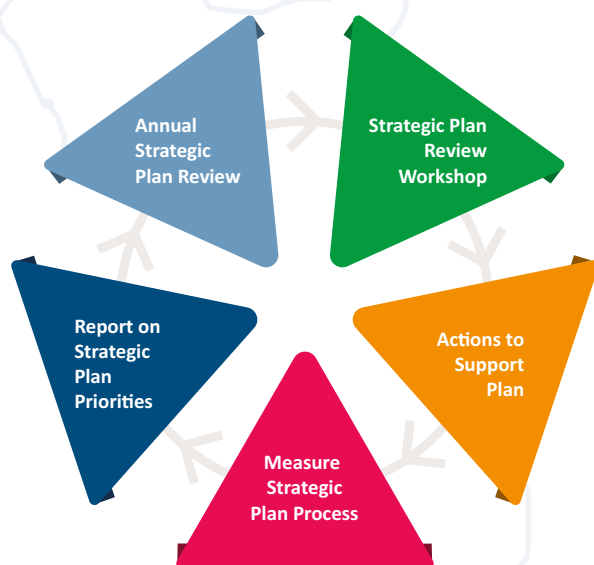 Annual
Strategic
Plan Review
Strategic Plan
Review
Workshop
Actions to
Support
Plan
Measure
Strategic
Plan Process
Report on
Strategic
Plan
Priorities